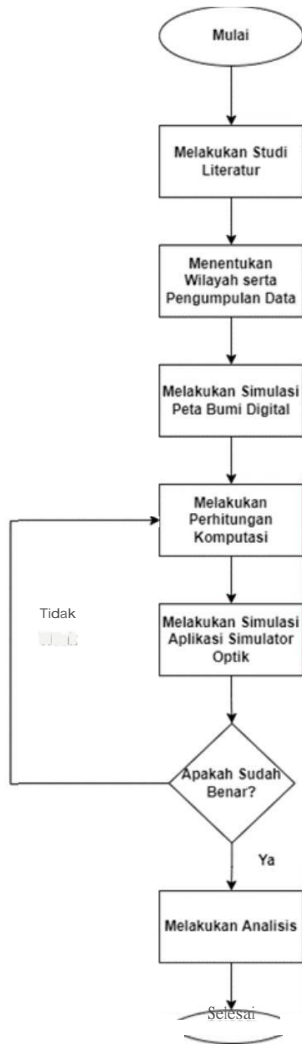 Mulai
Melakukan Studi
Literatur
Menentukan
Wilayah serta
Pengumpulan Data
Melakukan Simulasi
Peta Bumi Digital
Melakukan
Perhitungan
Komputasi
Tidak
Melakukan Simulasi
Aplikasi Simulator
Optik
Apakah Sudah
Benar?
Ya
Melakukan Analisis
Selesai